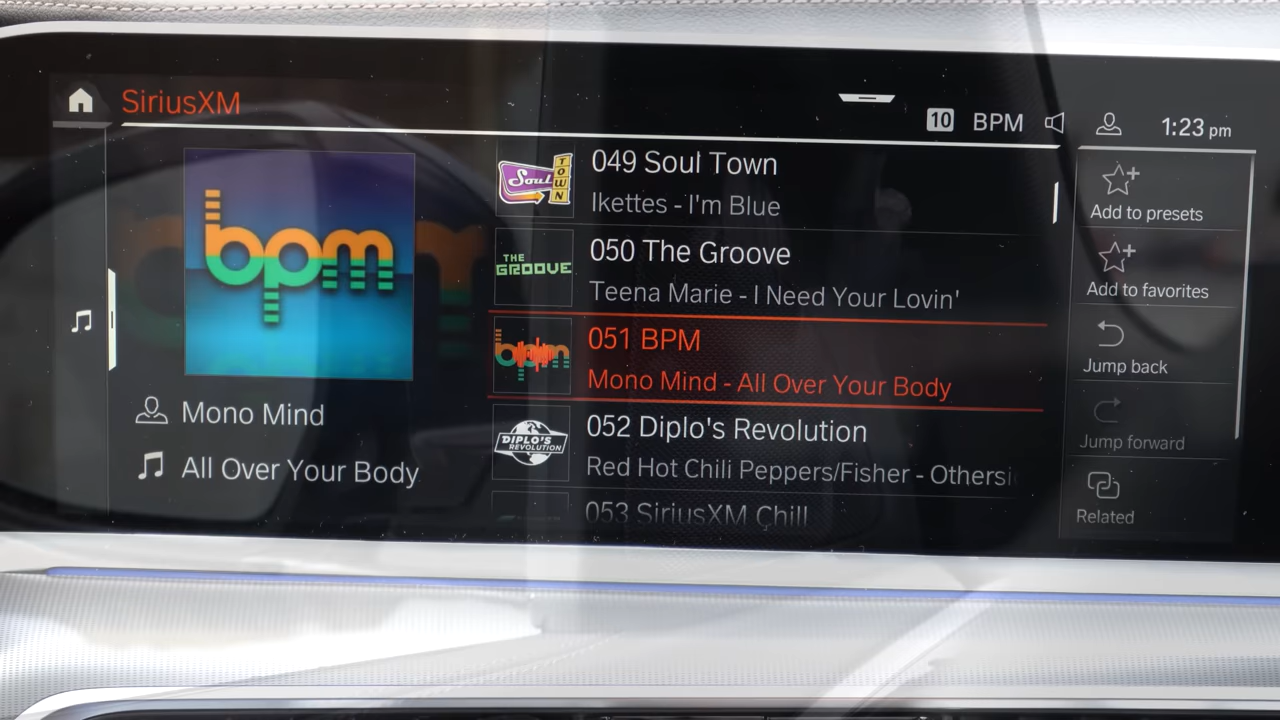 SiriusXM
10 BPM
1:23 pm
bpm
Mono Mind
All Over Your Body
Soul TOWN
049 Soul Town
Ikettes - I'm Blue
THE GROOVE
050 The Groove
Teena Marie - I Need Your Lovin'
bpm
051 BPM
Mono Mind - All Over Your Body
DIPLO'S REVOLUTION
052 Diplo's Revolution
Red Hot Chili Peppers/Fisher - Othersi
053 SiriusXM Chill
Add to presets
Add to favorites
Jump back
Jump forward
Related